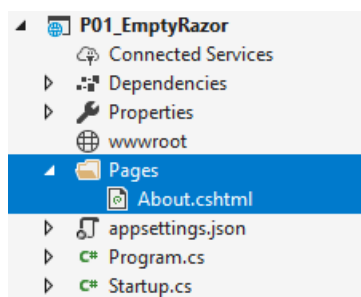 P01_EmptyRazor
Connected Services
Dependencies
Properties
wwwroot
Pages
About.cshtml
appsettings.json
C# Program.cs
C# Startup.cs